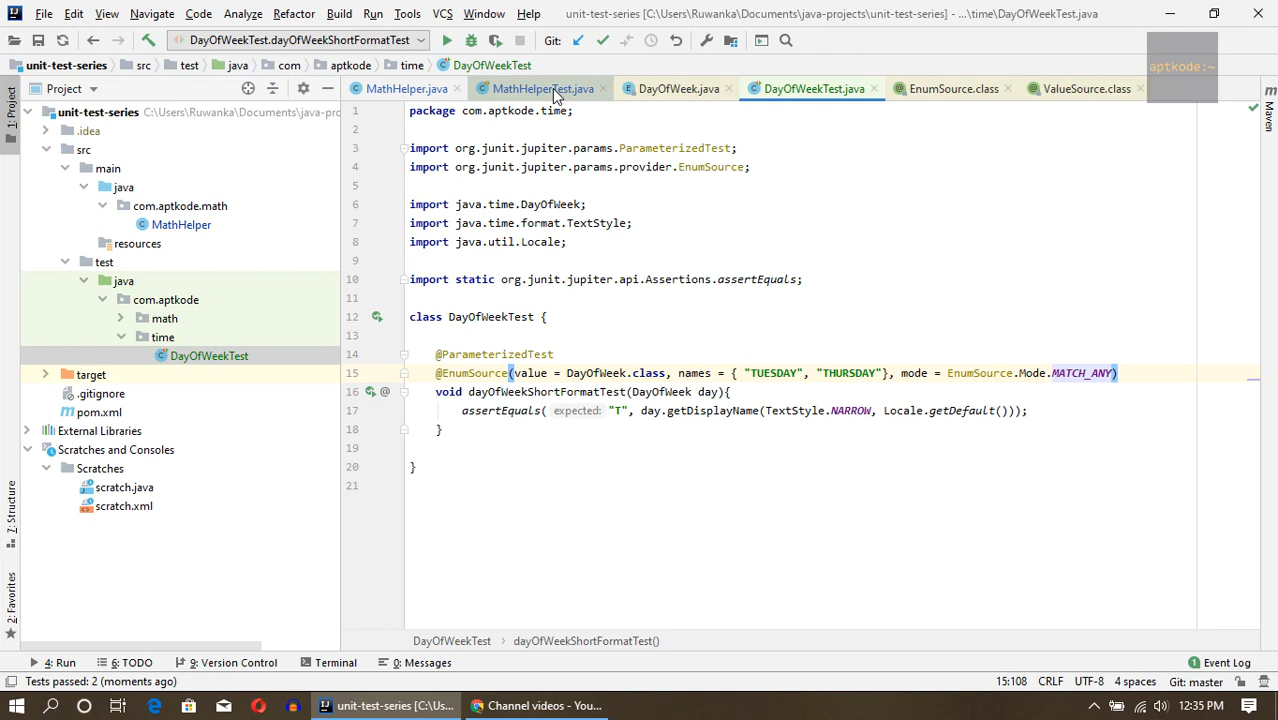 File Edit View Navigate Code Analyze Refactor Build Run Tools VCS Window Help unit-test-series [C:\Users\Ruwanka\Documents\java-projects\unit-test-series] - ...\time\DayOfWeekTest.java
DayOfWeekTest.dayOfWeekShortFormatTest Git:
unit-test-series src test java com aptkode time DayOfWeekTest
aptkode:~
Project MathHelper.java MathHelperTest.java DayOfWeek.java DayOfWeekTest.java EnumSource.class ValueSource.class
1: Project
Maven
unit-test-series C:\Users\Ruwanka\Documents\java-pro
.idea
src
main
java
com.aptkode.math
MathHelper
resources
test
java
com.aptkode
math
time
DayOfWeekTest
target
.gitignore
pom.xml
External Libraries
Scratches and Consoles
Scratches
scratch.java
scratch.xml
7: Structure
2: Favorites
1 package com.aptkode.time;
2
3 import org.junit.jupiter.params.ParameterizedTest;
4 import org.junit.jupiter.params.provider.EnumSource;
5
6 import java.time.DayOfWeek;
7 import java.time.format.TextStyle;
8 import java.util.Locale;
9
10 import static org.junit.jupiter.api.Assertions.assertEquals;
11
12 class DayOfWeekTest {
13
14 @ParameterizedTest
15 @EnumSource(value = DayOfWeek.class, names = { "TUESDAY", "THURSDAY"}, mode = EnumSource.Mode.MATCH_ANY)
16 void dayOfWeekShortFormatTest(DayOfWeek day){
17 assertEquals( expected: "T", day.getDisplayName(TextStyle.NARROW, Locale.getDefault()));
18 }
19
20 }
21
DayOfWeekTest › dayOfWeekShortFormatTest()
4: Run 6: TODO 9: Version Control Terminal 0: Messages 1 Event Log
Tests passed: 2 (moments ago) 15:108 CRLF UTF-8 4 spaces Git: master
unit-test-series [C:\Us... Channel videos - You... 12:35 PM